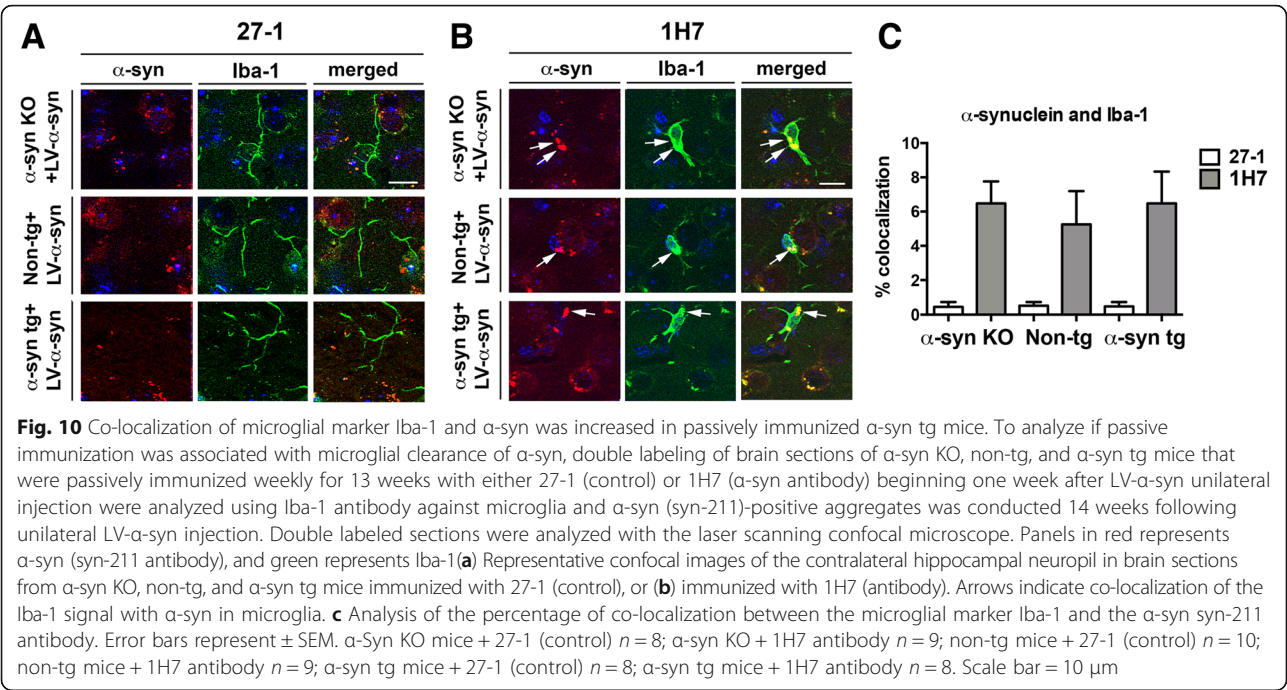 A
27-1
α-syn
Iba-1
merged
α-syn KO
+LV-α-syn
Non-tg+
LV-α-syn
α-syn tg+
LV-α-syn
B
1H7
α-syn
Iba-1
merged
α-syn KO
+LV-α-syn
Non-tg+
LV-α-syn
α-syn tg+
LV-α-syn
C
α-synuclein and Iba-1
% colocalization
10
8
6
4
2
0
27-1
1H7
α-syn KO
Non-tg
α-syn tg
Fig. 10 Co-localization of microglial marker Iba-1 and α-syn was increased in passively immunized α-syn tg mice. To analyze if passive
immunization was associated with microglial clearance of α-syn, double labeling of brain sections of α-syn KO, non-tg, and α-syn tg mice that
were passively immunized weekly for 13 weeks with either 27-1 (control) or 1H7 (α-syn antibody) beginning one week after LV-α-syn unilateral
injection were analyzed using Iba-1 antibody against microglia and α-syn (syn-211)-positive aggregates was conducted 14 weeks following
unilateral LV-α-syn injection. Double labeled sections were analyzed with the laser scanning confocal microscope. Panels in red represents
α-syn (syn-211 antibody), and green represents Iba-1(a) Representative confocal images of the contralateral hippocampal neuropil in brain sections
from α-syn KO, non-tg, and α-syn tg mice immunized with 27-1 (control), or (b) immunized with 1H7 (antibody). Arrows indicate co-localization of the
Iba-1 signal with α-syn in microglia. c Analysis of the percentage of co-localization between the microglial marker Iba-1 and the α-syn syn-211
antibody. Error bars represent ± SEM. α-Syn KO mice + 27-1 (control) n = 8; α-syn KO + 1H7 antibody n = 9; non-tg mice + 27-1 (control) n = 10;
non-tg mice + 1H7 antibody n = 9; α-syn tg mice + 27-1 (control) n = 8; α-syn tg mice + 1H7 antibody n = 8. Scale bar = 10 μm